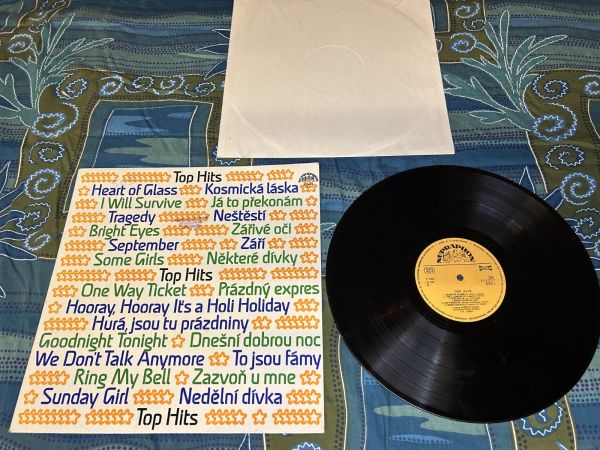 Top Hits
Heart of Glass Kosmická láska
I Will Survive Já to překonám
Tragedy Neštěstí
Bright Eyes Zářivé oči
September Září
Some Girls Některé dívky
Top Hits
One Way Ticket Prázdný expres
Hooray, Hooray It's a Holi Holiday
Hurá, jsou tu prázdniny
Goodnight Tonight Dnešní dobrou noc
We Don't Talk Anymore To jsou fámy
Ring My Bell Zazvoň u mne
Sunday Girl Nedělní dívka
Top Hits
SUPRAPHON
TOP HITS